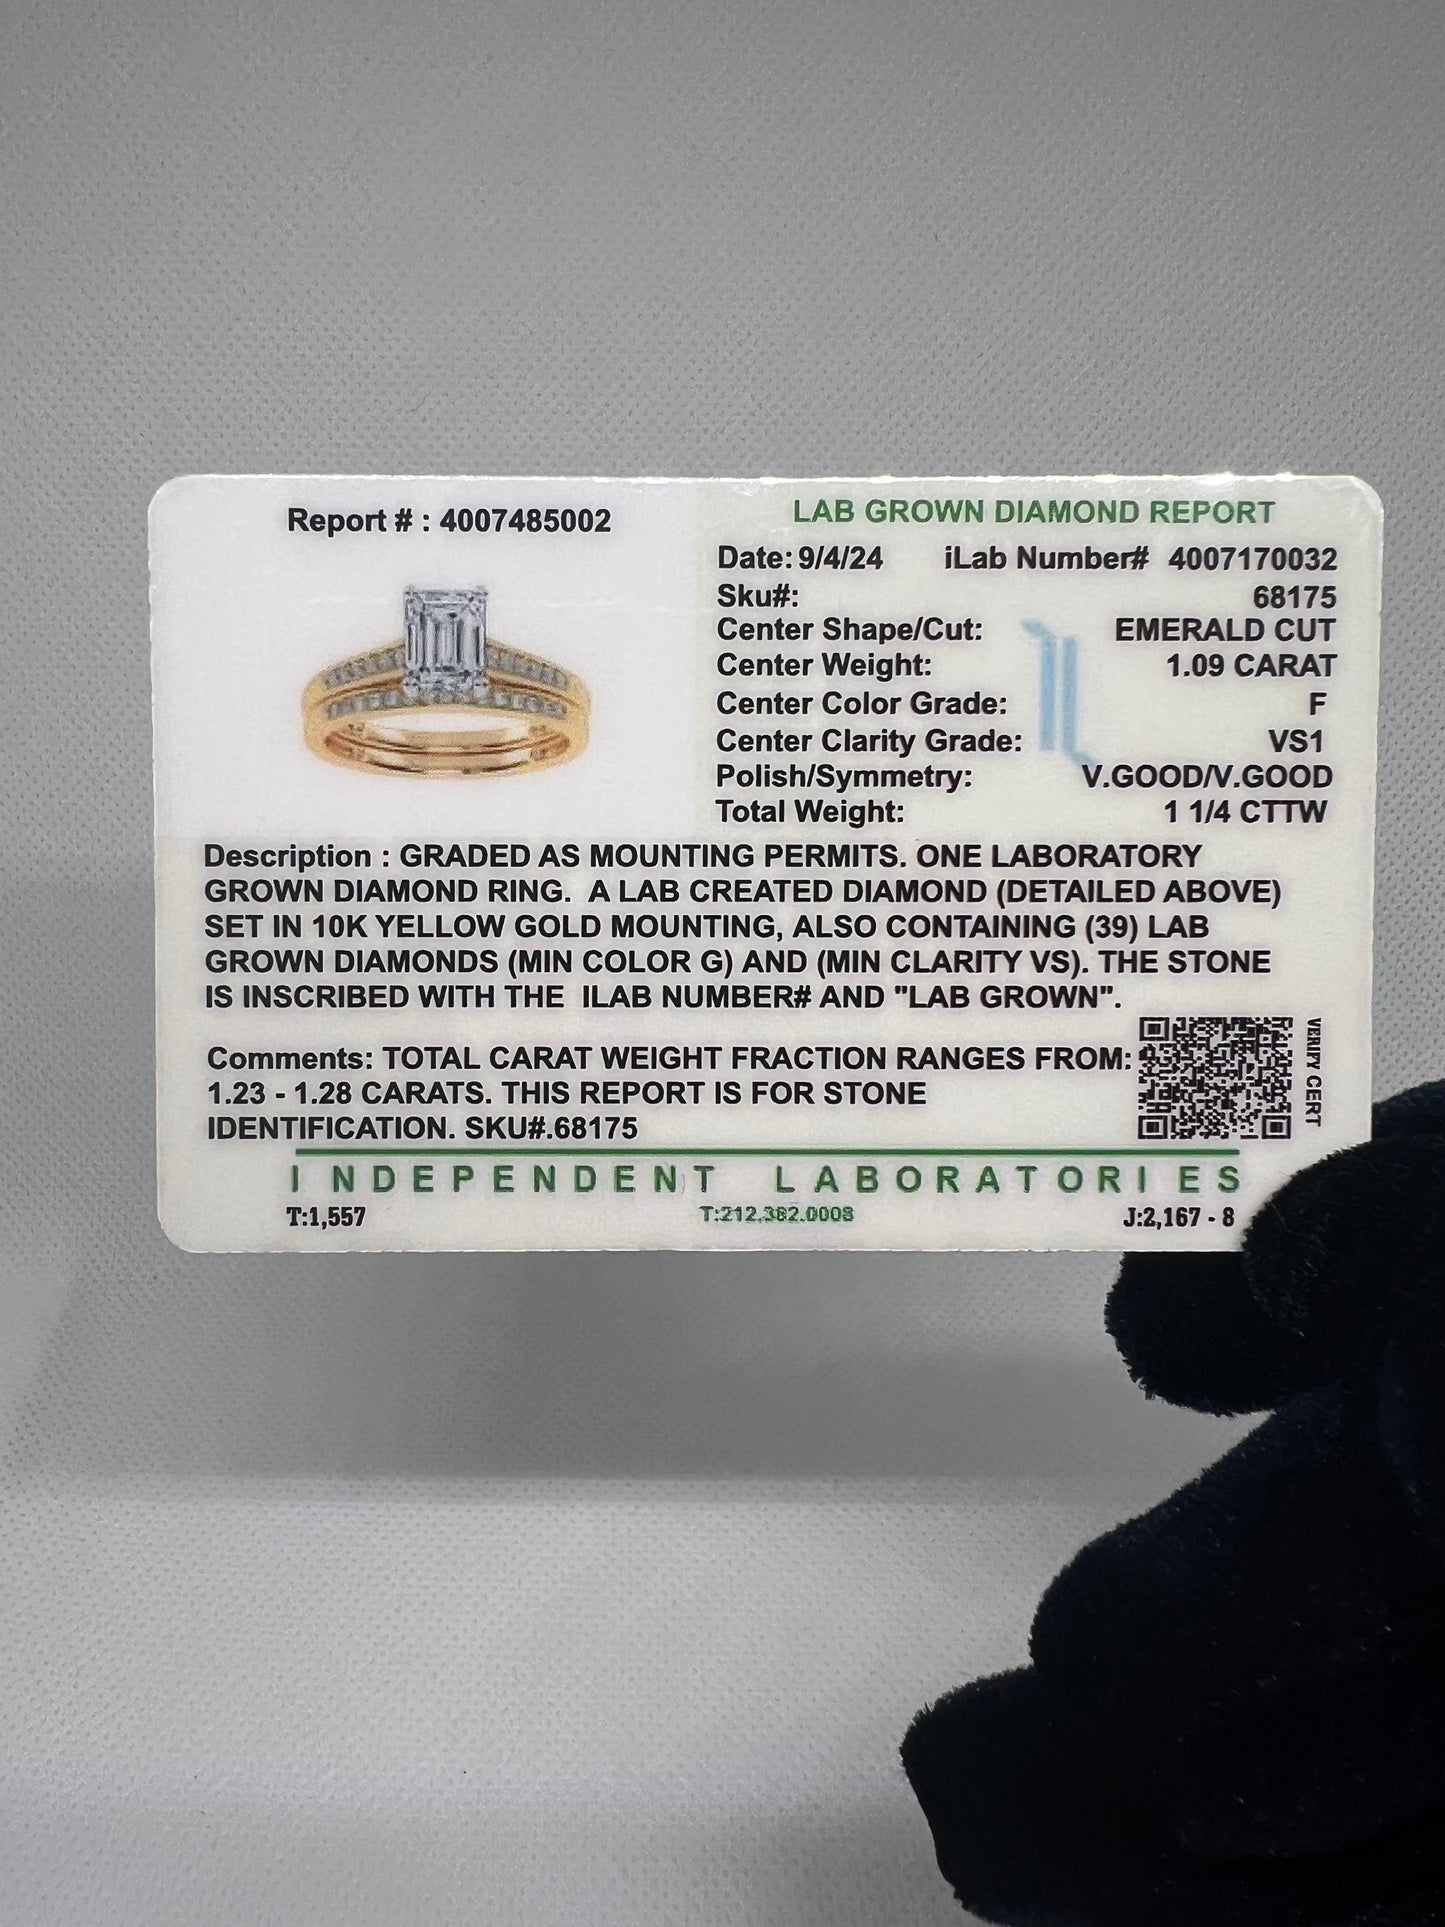 Report # : 4007485002
LAB GROWN DIAMOND REPORT
Date: 9/4/24 iLab Number# 4007170032
Sku#: 68175
Center Shape/Cut: EMERALD CUT
Center Weight: 1.09 CARAT
Center Color Grade: F
Center Clarity Grade: VS1
Polish/Symmetry: V.GOOD/V.GOOD
Total Weight: 1 1/4 CTTW
Description : GRADED AS MOUNTING PERMITS. ONE LABORATORY
GROWN DIAMOND RING. A LAB CREATED DIAMOND (DETAILED ABOVE)
SET IN 10K YELLOW GOLD MOUNTING, ALSO CONTAINING (39) LAB
GROWN DIAMONDS (MIN COLOR G) AND (MIN CLARITY VS). THE STONE
IS INSCRIBED WITH THE ILAB NUMBER# AND "LAB GROWN".
Comments: TOTAL CARAT WEIGHT FRACTION RANGES FROM:
1.23 - 1.28 CARATS. THIS REPORT IS FOR STONE
IDENTIFICATION. SKU#.68175
VERIFY CERT
INDEPENDENT LABORATORIES
T:1,557 T:212.382.0008 J:2,167 - 8